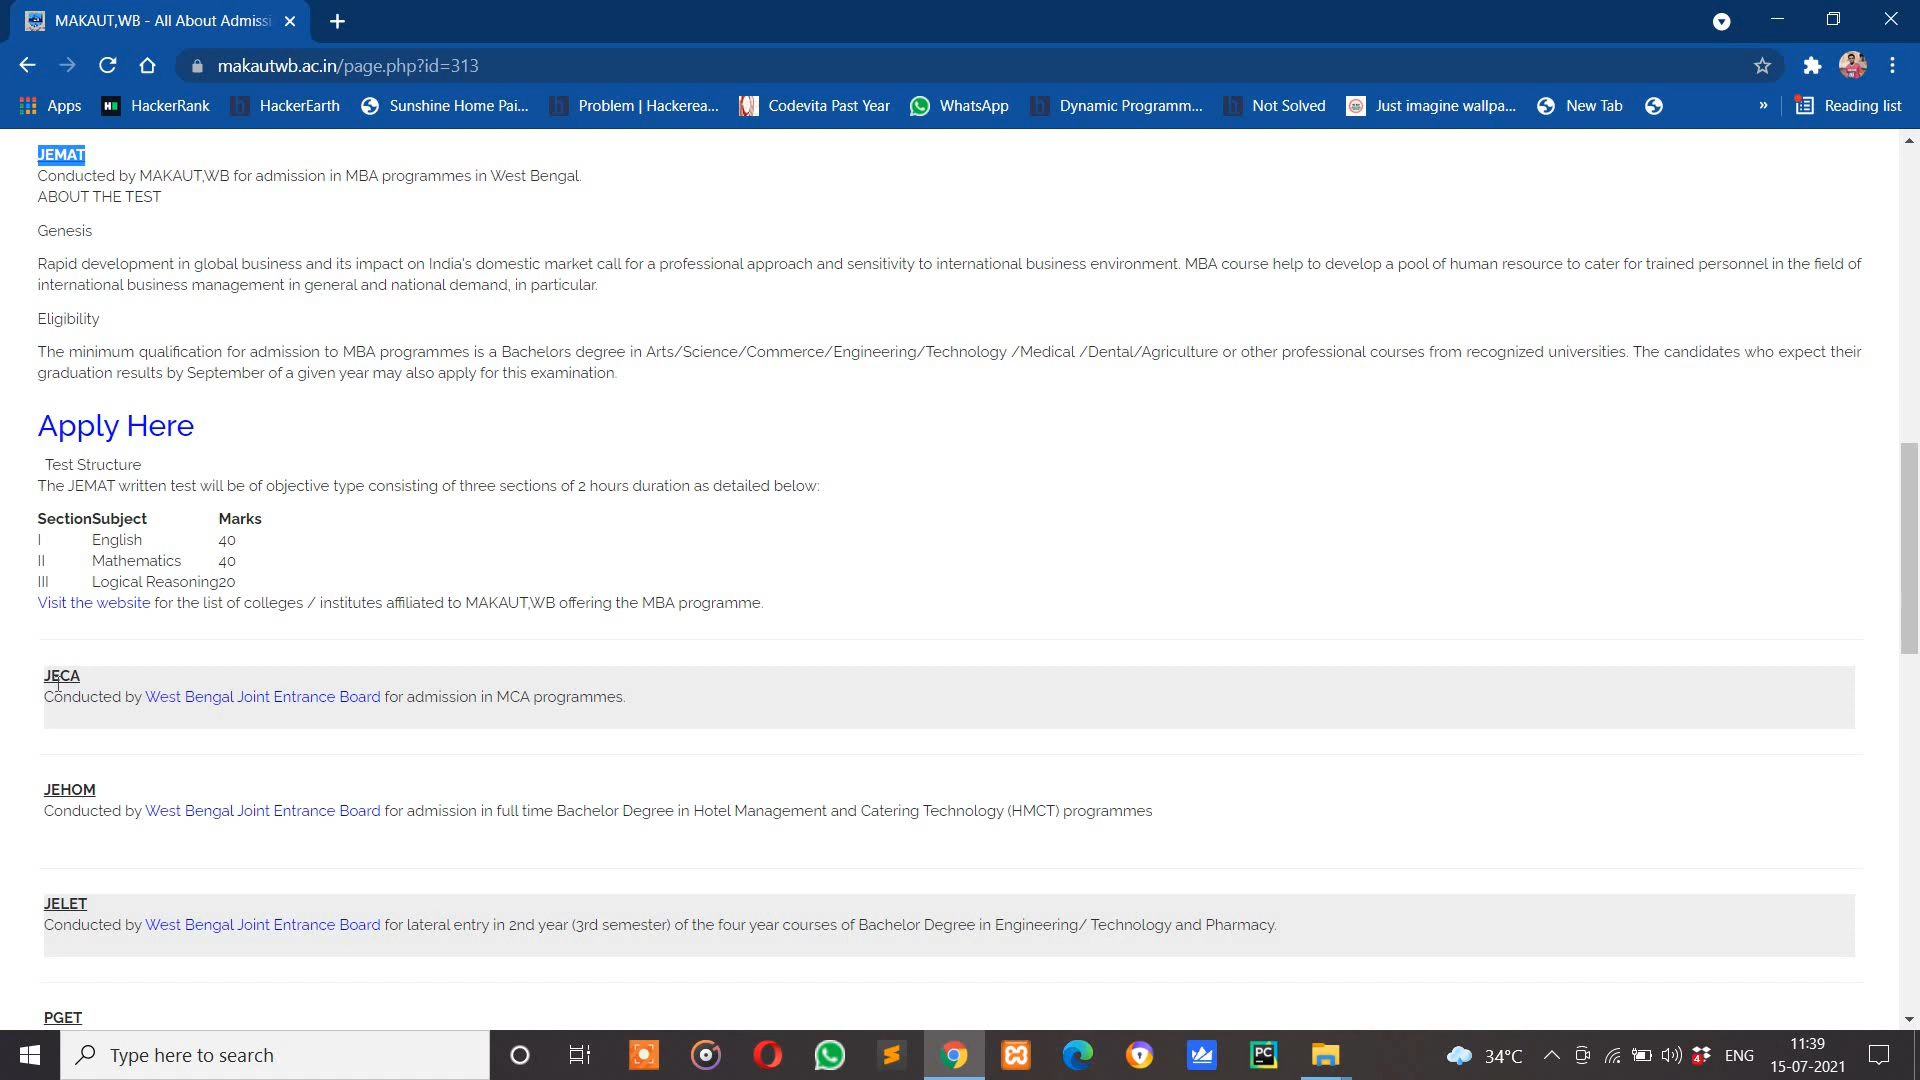 MAKAUT,WB - All About Admissi
makautwb.ac.in/page.php?id=313
Apps HackerRank HackerEarth Sunshine Home Pai... Problem | Hackerea... Codevita Past Year WhatsApp Dynamic Programm... Not Solved Just imagine wallpa... New Tab » Reading list
JEMAT
Conducted by MAKAUT,WB for admission in MBA programmes in West Bengal.
ABOUT THE TEST
Genesis
Rapid development in global business and its impact on India's domestic market call for a professional approach and sensitivity to international business environment. MBA course help to develop a pool of human resource to cater for trained personnel in the field of
international business management in general and national demand, in particular.
Eligibility
The minimum qualification for admission to MBA programmes is a Bachelors degree in Arts/Science/Commerce/Engineering/Technology /Medical /Dental/Agriculture or other professional courses from recognized universities. The candidates who expect their
graduation results by September of a given year may also apply for this examination.
Apply Here
Test Structure
The JEMAT written test will be of objective type consisting of three sections of 2 hours duration as detailed below:
SectionSubject Marks
I English 40
II Mathematics 40
III Logical Reasoning20
Visit the website for the list of colleges / institutes affiliated to MAKAUT,WB offering the MBA programme.
JECA
Conducted by West Bengal Joint Entrance Board for admission in MCA programmes.
JEHOM
Conducted by West Bengal Joint Entrance Board for admission in full time Bachelor Degree in Hotel Management and Catering Technology (HMCT) programmes
JELET
Conducted by West Bengal Joint Entrance Board for lateral entry in 2nd year (3rd semester) of the four year courses of Bachelor Degree in Engineering/ Technology and Pharmacy.
PGET
Type here to search
34°C ENG 11:39
15-07-2021